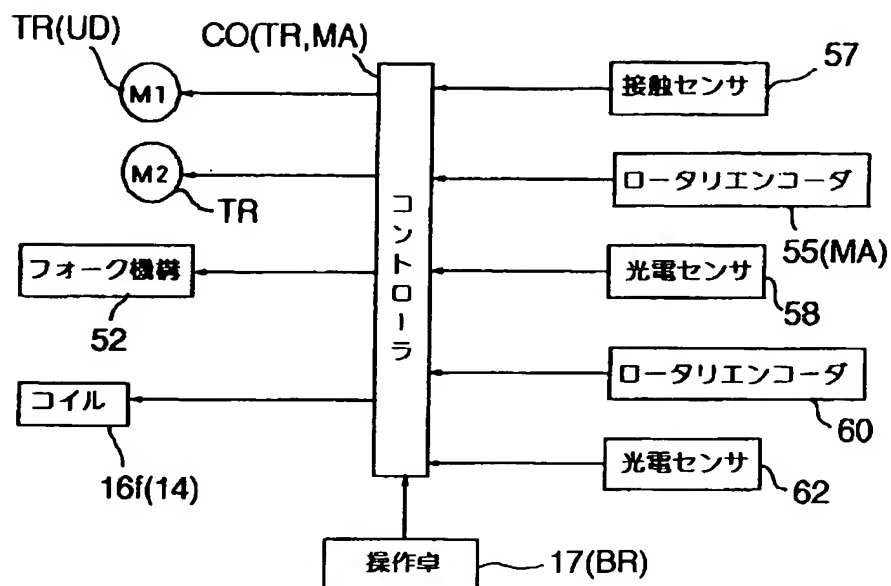 TR(UD)
CO(TR,MA)
M1
接触センサ
57
M2
TR
ロータリエンコーダ
55(MA)
コントローラ
フォーク機構
52
光電センサ
58
コイル
16f(14)
ロータリエンコーダ
60
光電センサ
62
操作卓
17(BR)